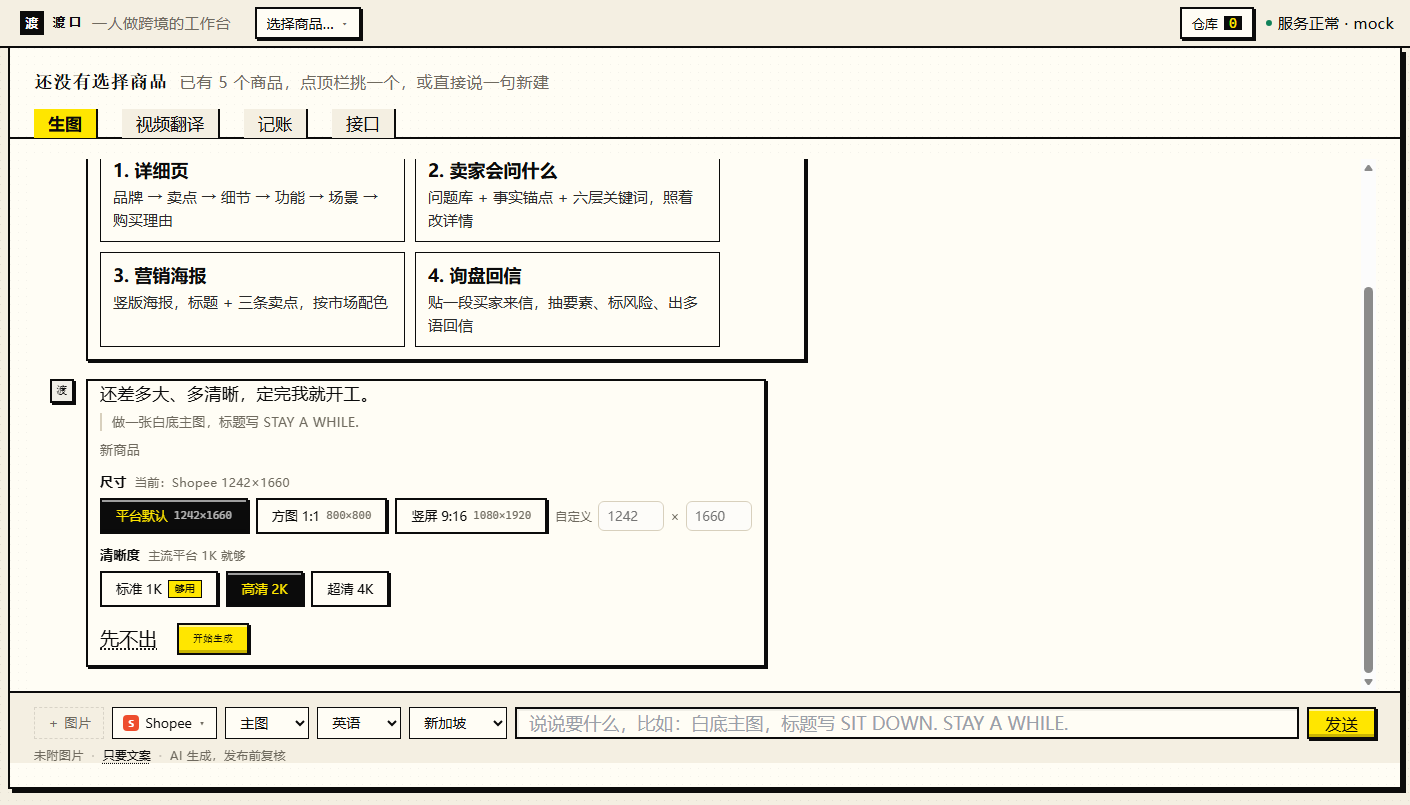 渡 渡口 一人做跨境的工作台 选择商品... 仓库 0 服务正常 · mock
还没有选择商品 已有 5 个商品，点顶栏挑一个，或直接说一句新建
生图 视频翻译 记账 接口
1. 详细页
品牌 → 卖点 → 细节 → 功能 → 场景 →
购买理由
2. 卖家会问什么
问题库 + 事实锚点 + 六层关键词，照着
改详情
3. 营销海报
竖版海报，标题 + 三条卖点，按市场配色
4. 询盘回信
贴一段买家来信，抽要素、标风险、出多
语回信
渡
还差多大、多清晰，定完我就开工。
做一张白底主图，标题写 STAY A WHILE.
新商品
尺寸 当前：Shopee 1242×1660
平台默认 1242×1660 方图 1:1 800×800 竖屏 9:16 1080×1920 自定义 1242 × 1660
清晰度 主流平台 1K 就够
标准 1K 够用 高清 2K 超清 4K
先不出 开始生成
+ 图片 S Shopee 主图 英语 新加坡 说说要什么，比如：白底主图，标题写 SIT DOWN. STAY A WHILE. 发送
未附图片 · 只要文案 · AI 生成，发布前复核